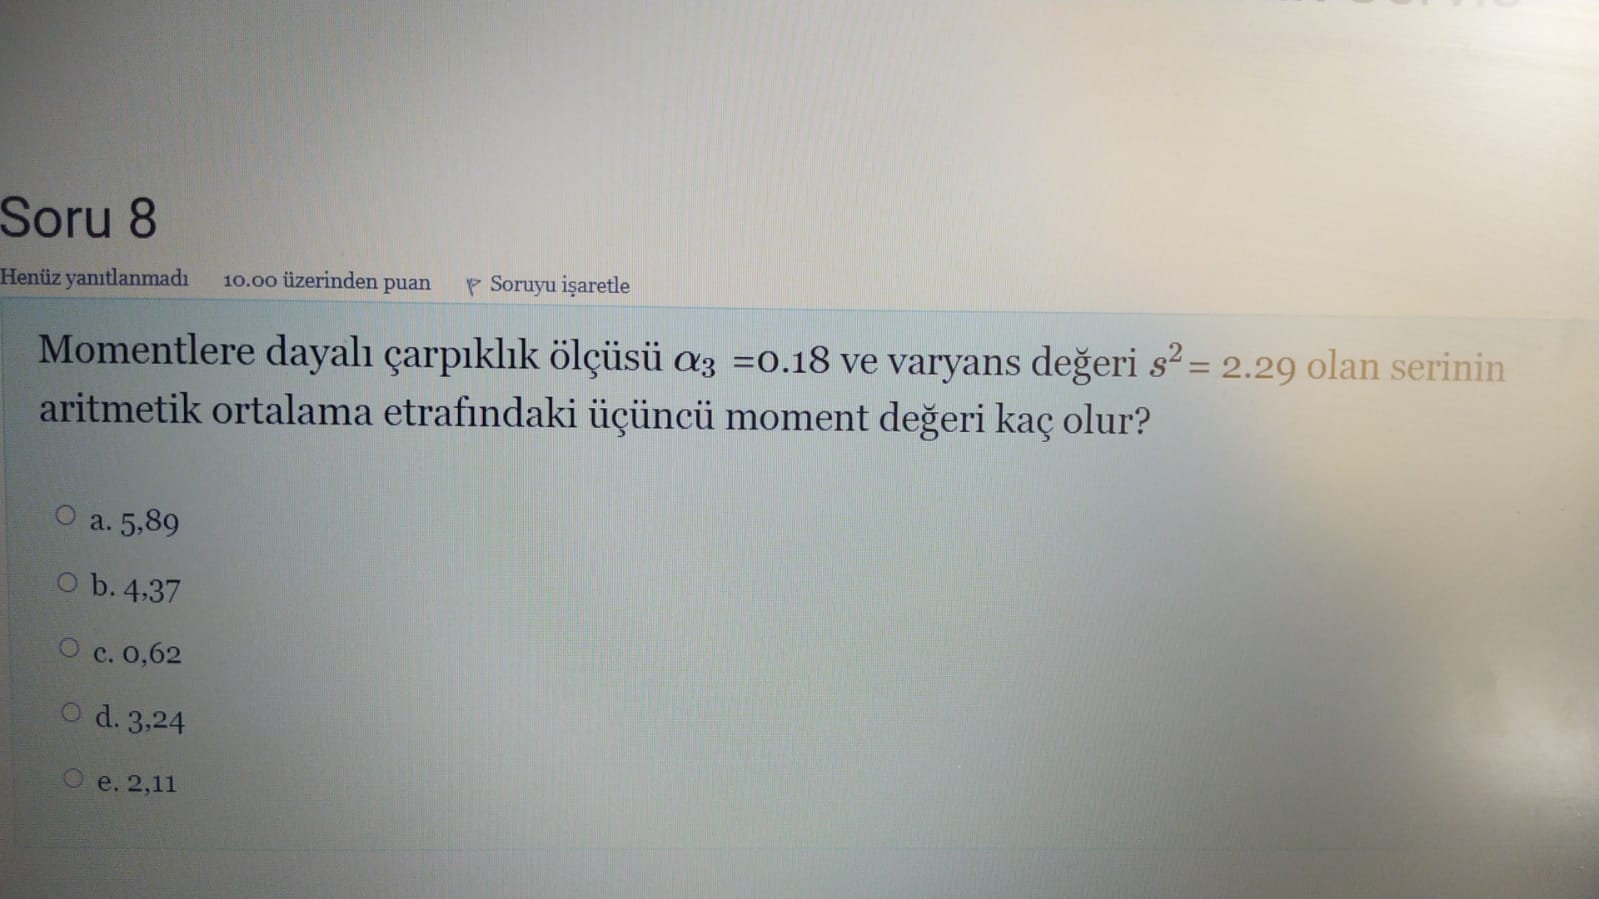 Soru 8
Henüz yanıtlanmadı 10.00 üzerinden puan Soruyu işaretle
Momentlere dayalı çarpıklık ölçüsü α₃ =0.18 ve varyans değeri s² = 2.29 olan serinin
aritmetik ortalama etrafındaki üçüncü moment değeri kaç olur?
a. 5,89
b. 4,37
c. 0,62
d. 3,24
e. 2,11